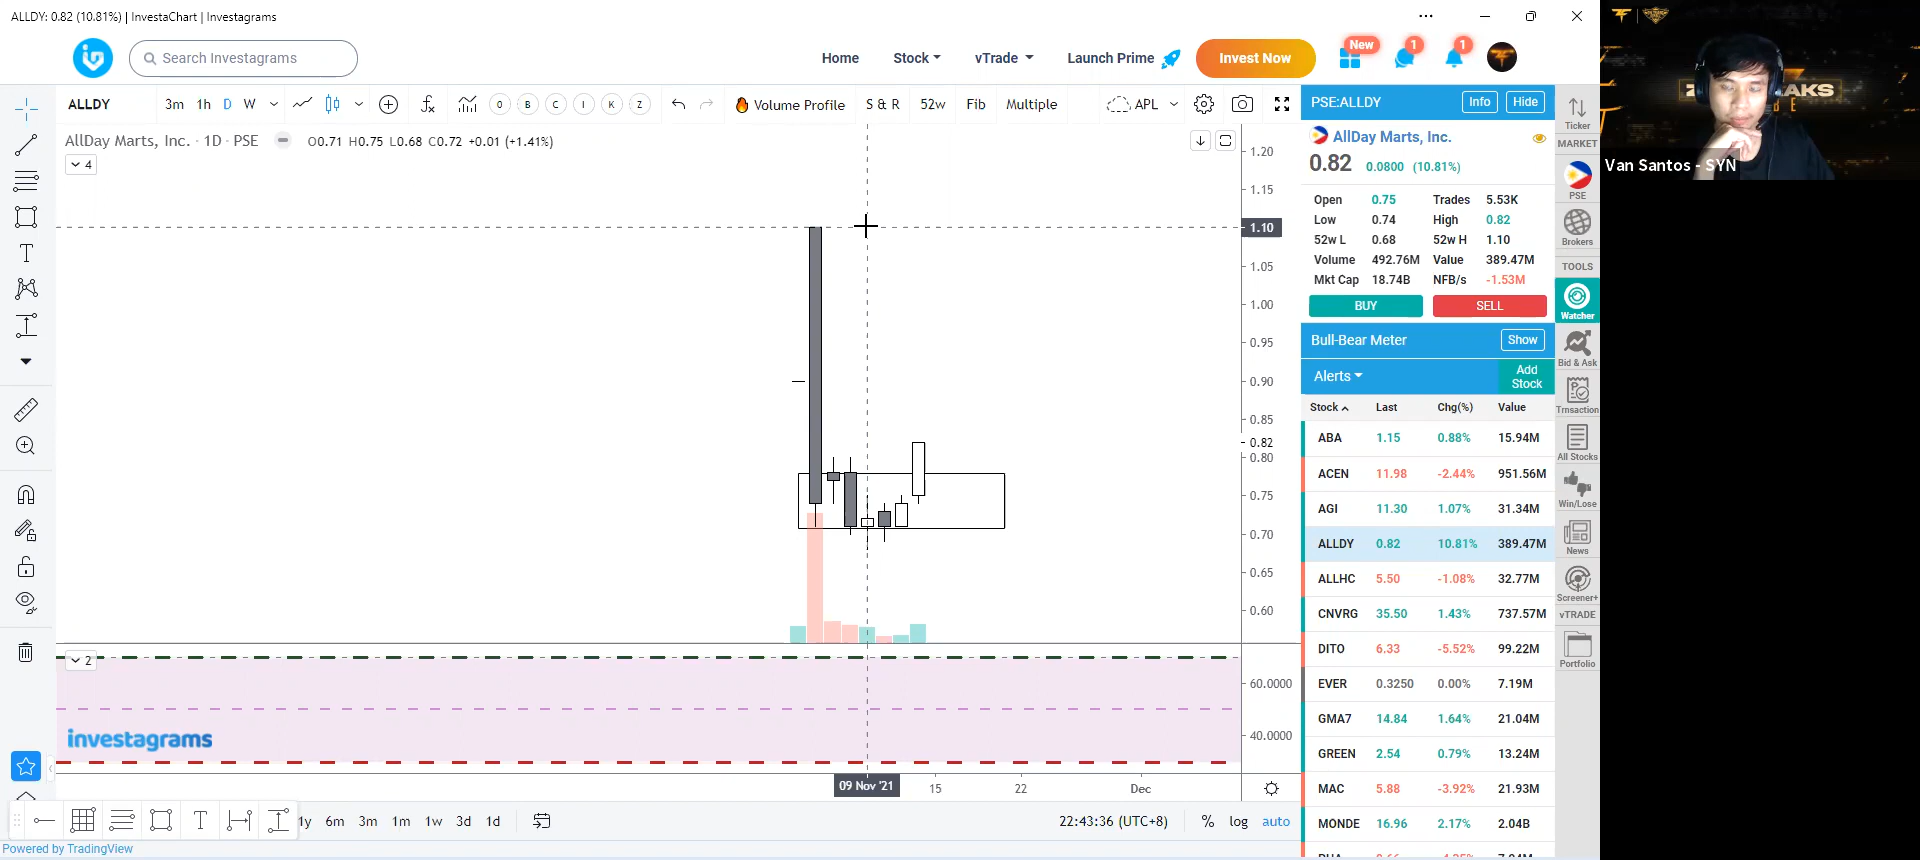 ALLDY: 0.82 (10.81%) | InvestaChart | Investagrams
Search Investagrams
Home Stock vTrade Launch Prime Invest Now New 1 1
ALLDY 3m 1h D W O B C I K Z Volume Profile S & R 52w Fib Multiple APL
AllDay Marts, Inc. · 1D · PSE O0.71 H0.75 L0.68 C0.72 +0.01 (+1.41%)
4
1.20
1.15
1.10
1.05
1.00
0.95
0.90
0.85
0.82
0.80
0.75
0.70
0.65
0.60
2
60.0000
40.0000
investagrams
09 Nov '21 15 22 Dec
1y 6m 3m 1m 1w 3d 1d 22:43:36 (UTC+8) % log auto
Powered by TradingView
PSE:ALLDY Info Hide
AllDay Marts, Inc.
0.82 0.0800 (10.81%)
Open 0.75 Trades 5.53K
Low 0.74 High 0.82
52w L 0.68 52w H 1.10
Volume 492.76M Value 389.47M
Mkt Cap 18.74B NFB/s -1.53M
BUY SELL
Bull-Bear Meter Show
Alerts Add Stock
Stock Last Chg(%) Value
ABA 1.15 0.88% 15.94M
ACEN 11.98 -2.44% 951.56M
AGI 11.30 1.07% 31.34M
ALLDY 0.82 10.81% 389.47M
ALLHC 5.50 -1.08% 32.77M
CNVRG 35.50 1.43% 737.57M
DITO 6.33 -5.52% 99.22M
EVER 0.3250 0.00% 7.19M
GMA7 14.84 1.64% 21.04M
GREEN 2.54 0.79% 13.24M
MAC 5.88 -3.92% 21.93M
MONDE 16.96 2.17% 2.04B
Ticker
MARKET
PSE
Brokers
TOOLS
Watcher
Bid & Ask
Trnsaction
All Stocks
Win/Lose
News
Screener+
vTRADE
Portfolio
Van Santos - SYN